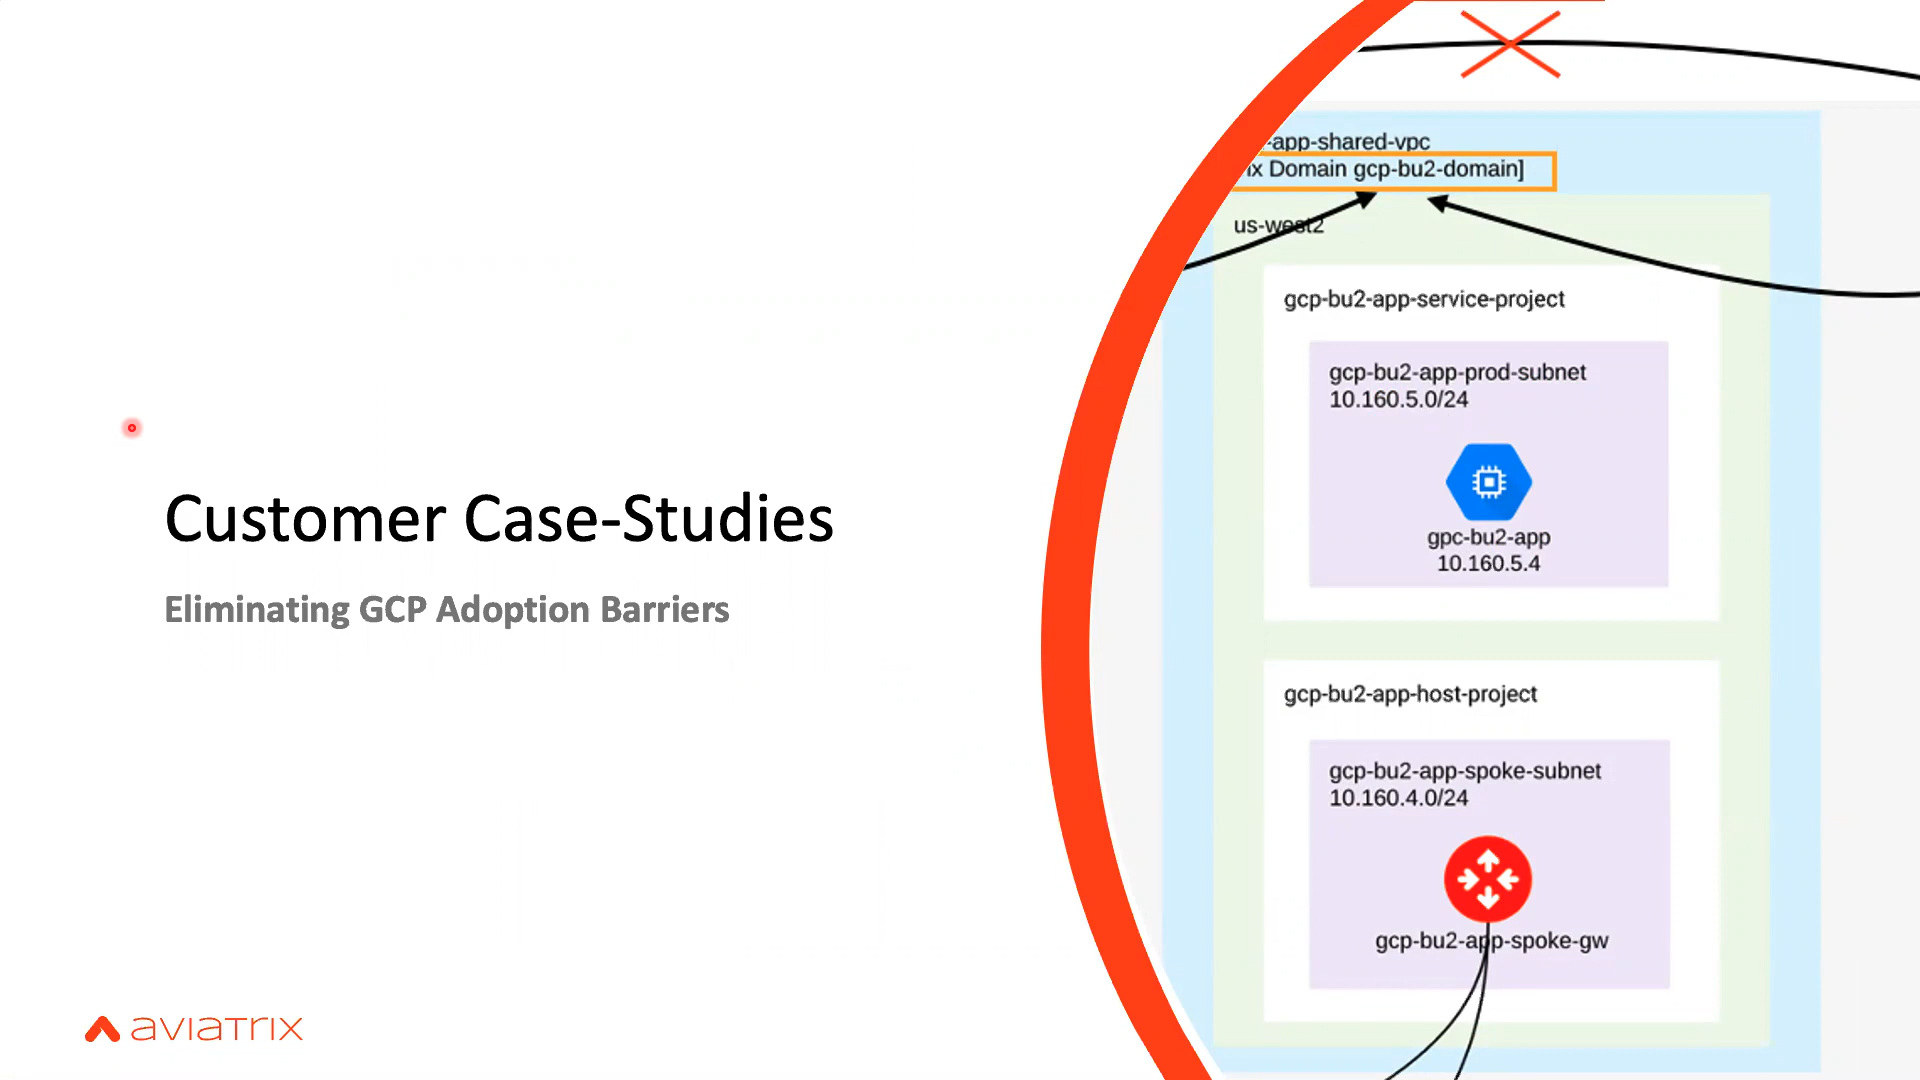 Customer Case-Studies
Eliminating GCP Adoption Barriers
aviatrix
-app-shared-vpc
ix Domain gcp-bu2-domain]
us-west2
gcp-bu2-app-service-project
gcp-bu2-app-prod-subnet
10.160.5.0/24
gpc-bu2-app
10.160.5.4
gcp-bu2-app-host-project
gcp-bu2-app-spoke-subnet
10.160.4.0/24
gcp-bu2-app-spoke-gw